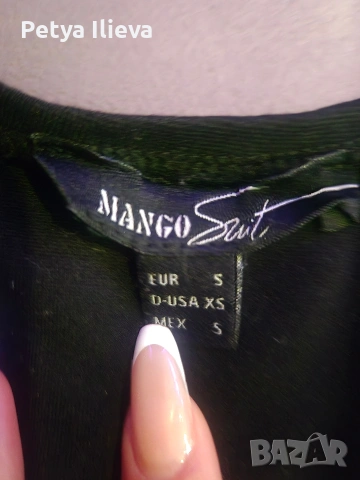 Petya Ilieva
MANGO Suit
EUR S
D-USA XS
MEX S
BAZAR